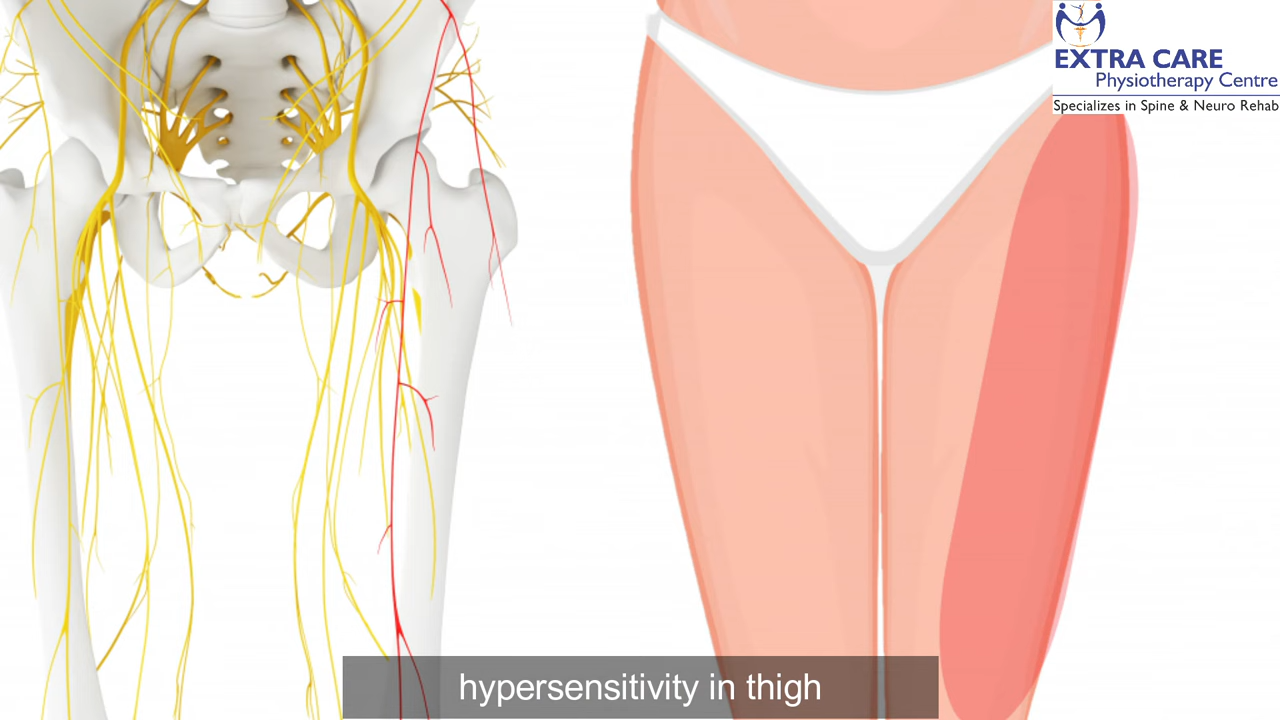 EXTRA CARE
Physiotherapy Centre
Specializes in Spine & Neuro Rehab
hypersensitivity in thigh